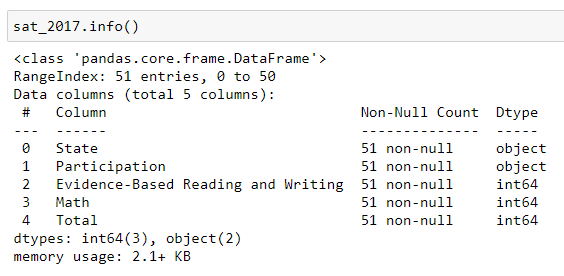 sat_2017.info()
<class 'pandas.core.frame.DataFrame'>
RangeIndex: 51 entries, 0 to 50
Data columns (total 5 columns):
 #   Column                              Non-Null Count  Dtype
---  ------                              --------------  -----
 0   State                               51 non-null     object
 1   Participation                       51 non-null     object
 2   Evidence-Based Reading and Writing  51 non-null     int64
 3   Math                                51 non-null     int64
 4   Total                               51 non-null     int64
dtypes: int64(3), object(2)
memory usage: 2.1+ KB